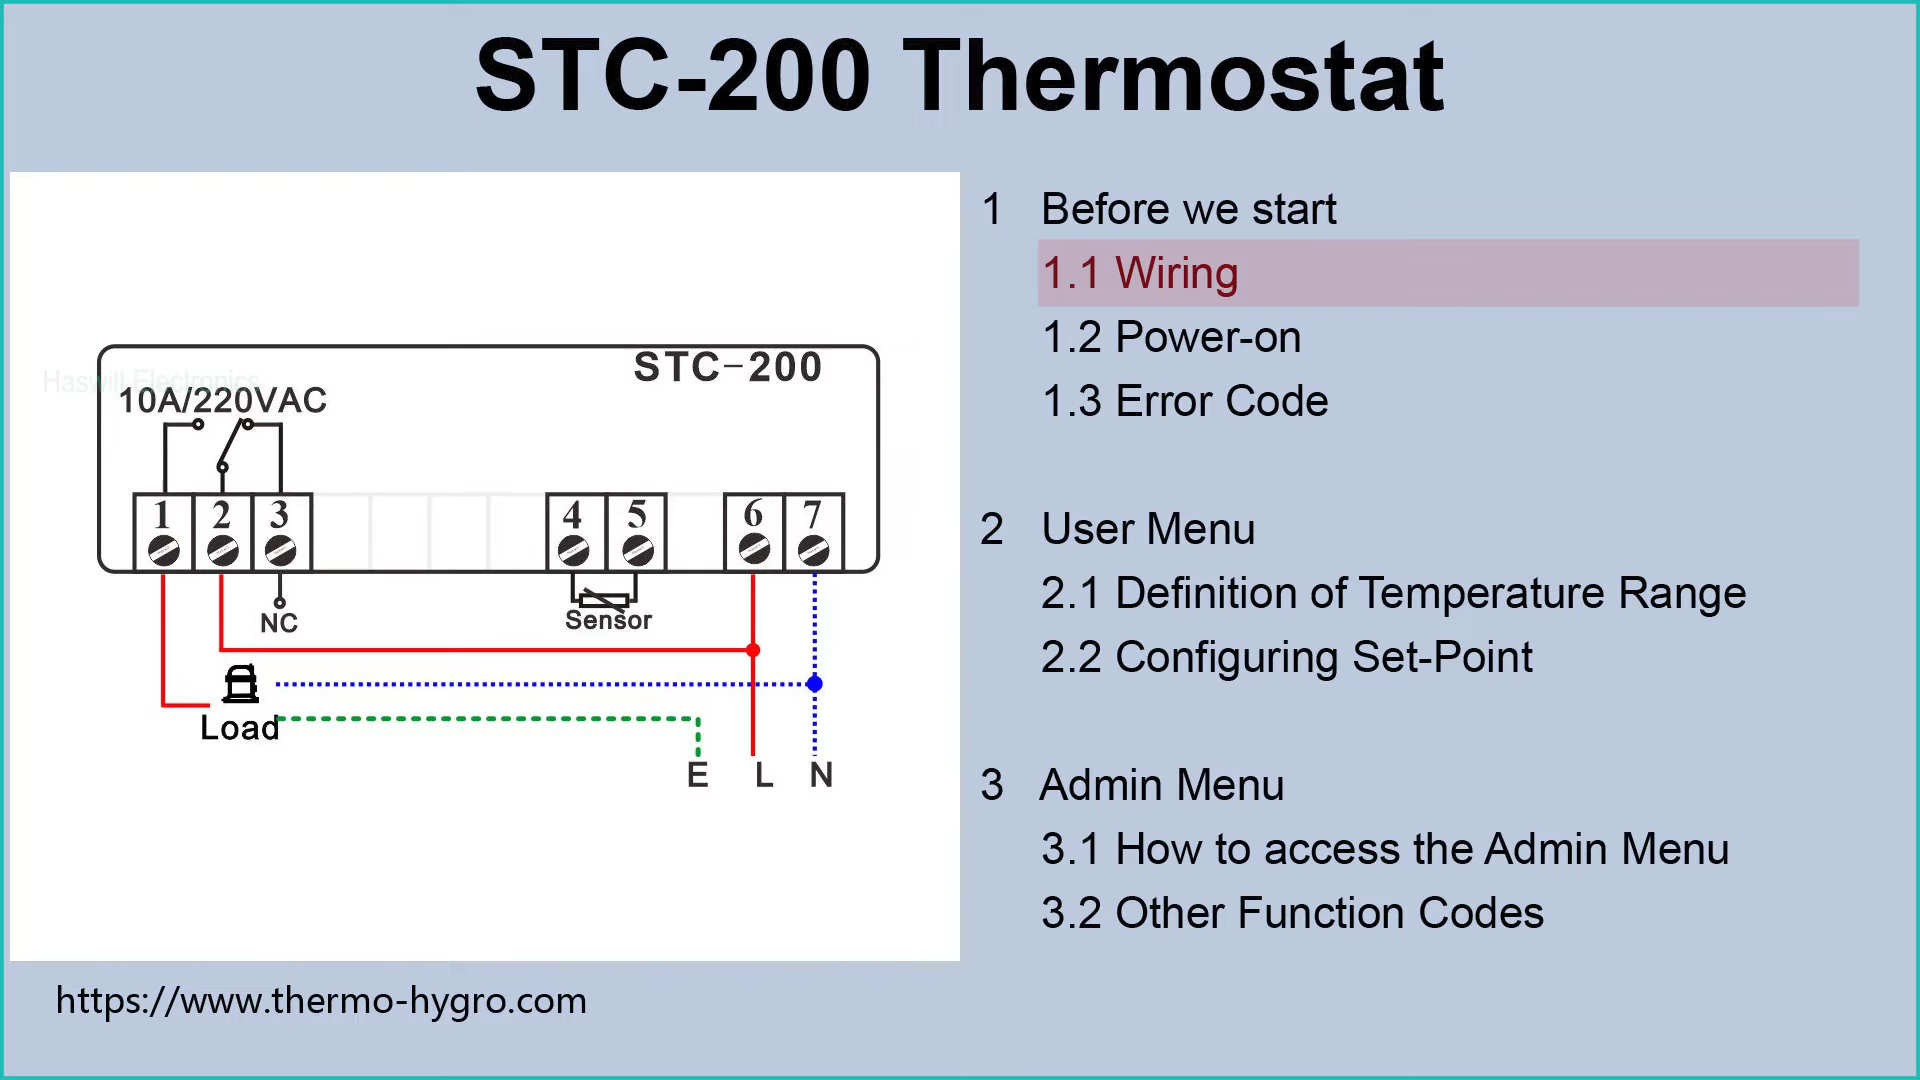 STC-200 Thermostat
Haswill Electronics
STC-200
10A/220VAC
1 2 3 4 5 6 7
NC
Sensor
Load
E L N
1 Before we start
1.1 Wiring
1.2 Power-on
1.3 Error Code
2 User Menu
2.1 Definition of Temperature Range
2.2 Configuring Set-Point
3 Admin Menu
3.1 How to access the Admin Menu
3.2 Other Function Codes
https://www.thermo-hygro.com